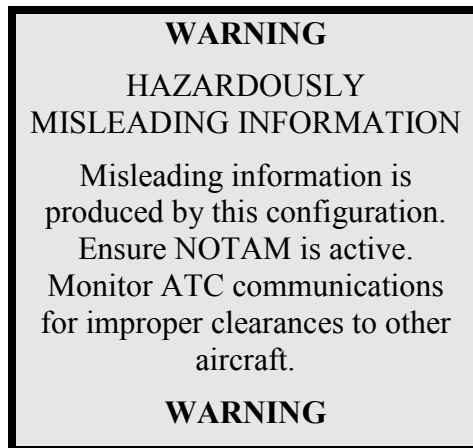 WARNING
HAZARDOUSLY
MISLEADING INFORMATION
Misleading information is
produced by this configuration.
Ensure NOTAM is active.
Monitor ATC communications
for improper clearances to other
aircraft.
WARNING